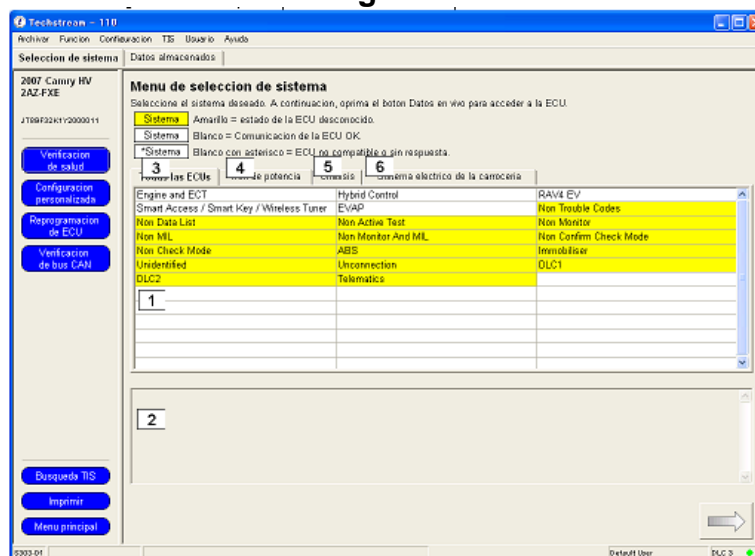 Techstream - 110
Archivar Funcion Configuracion TIS Usuario Ayuda
Seleccion de sistema Datos almacenados
2007 Camry HV
2AZ-FXE
JTBBF32K1Y2000011
Verificacion
de salud
Configuracion
personalizada
Reprogramacion
de ECU
Verificacion
de bus CAN
Busqueda TIS
Imprimir
Menu principal
Menu de seleccion de sistema
Seleccione el sistema deseado. A continuacion, oprima el boton Datos en vivo para acceder a la ECU.
Sistema Amarillo = estado de la ECU desconocido.
Sistema Blanco = Comunicacion de la ECU OK.
*Sistema Blanco con asterisco = ECU no compatible o sin respuesta.
3 4 5 6
las ECUs de potencia electrico de la carroceria
Engine and ECT Hybrid Control RAV4 EV
Smart Access / Smart Key / Wireless Tuner EVAP Non Trouble Codes
Non Data List Non Active Test Non Monitor
Non MIL Non Monitor And MIL Non Confirm Check Mode
Non Check Mode ABS Immobiliser
Unidentified Unconnection DLC1
DLC2 Telematics
1
2
S303-01 Default User DLC 3